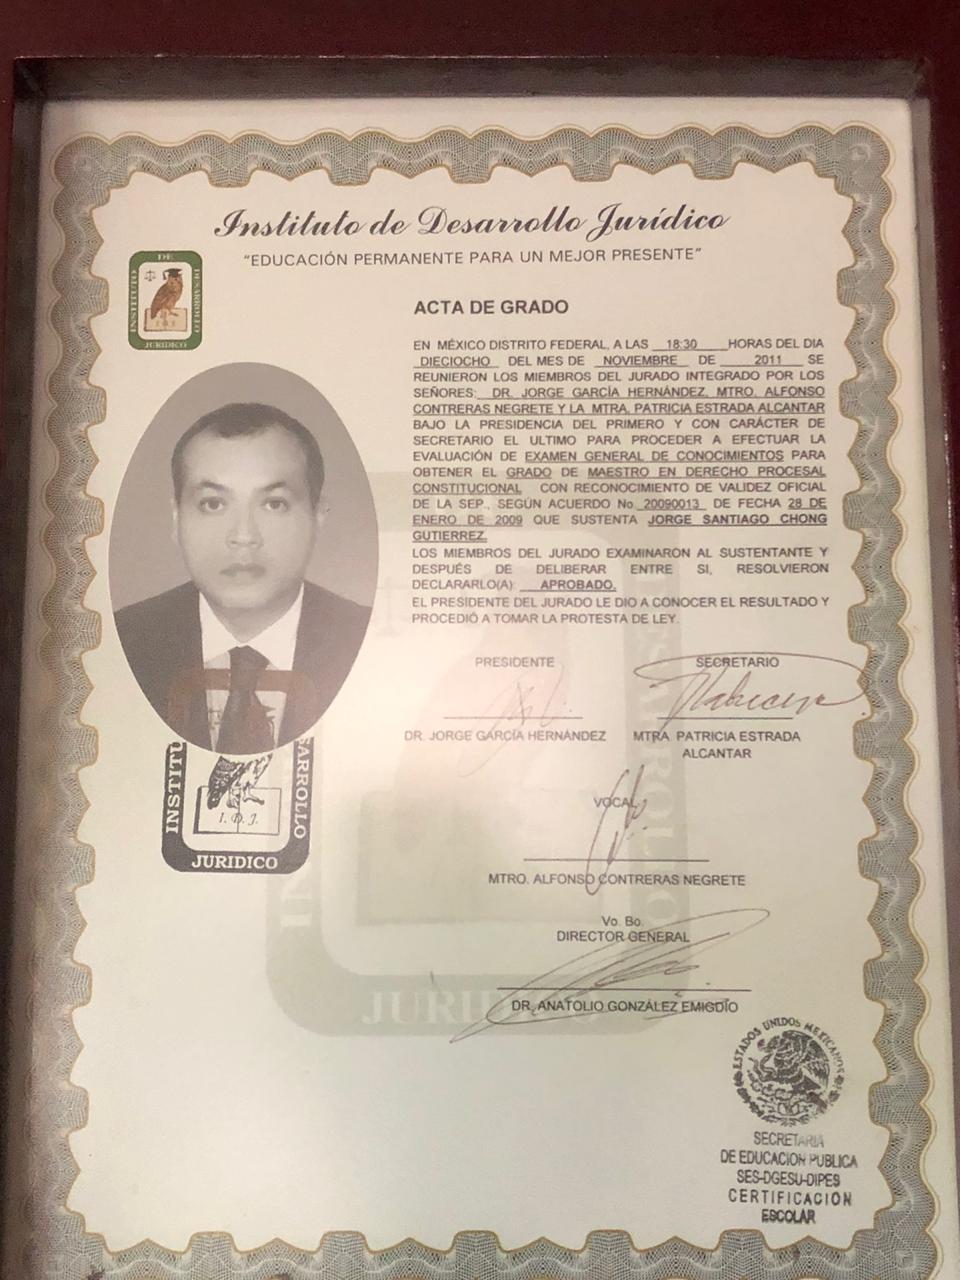 Instituto de Desarrollo Jurídico
"EDUCACIÓN PERMANENTE PARA UN MEJOR PRESENTE"
INSTITUTO DE DESARROLLO
JURIDICO
ACTA DE GRADO
EN MÉXICO DISTRITO FEDERAL, A LAS 18:30 HORAS DEL DIA
DIECIOCHO DEL MES DE NOVIEMBRE DE 2011 SE
REUNIERON LOS MIEMBROS DEL JURADO INTEGRADO POR LOS
SEÑORES: DR. JORGE GARCÍA HERNÁNDEZ, MTRO. ALFONSO
CONTRERAS NEGRETE Y LA MTRA. PATRICIA ESTRADA ALCANTAR
BAJO LA PRESIDENCIA DEL PRIMERO Y CON CARÁCTER DE
SECRETARIO EL ULTIMO PARA PROCEDER A EFECTUAR LA
EVALUACIÓN DE EXAMEN GENERAL DE CONOCIMIENTOS PARA
OBTENER EL GRADO DE MAESTRO EN DERECHO PROCESAL
CONSTITUCIONAL CON RECONOCIMIENTO DE VALIDEZ OFICIAL
DE LA SEP., SEGÚN ACUERDO No. 20090013 DE FECHA 28 DE
ENERO DE 2009 QUE SUSTENTA JORGE SANTIAGO CHONG
GUTIERREZ.
LOS MIEMBROS DEL JURADO EXAMINARON AL SUSTENTANTE Y
DESPUÉS DE DELIBERAR ENTRE SI, RESOLVIERON
DECLARARLO(A): APROBADO.
EL PRESIDENTE DEL JURADO LE DIO A CONOCER EL RESULTADO Y
PROCEDIÓ A TOMAR LA PROTESTA DE LEY.
PRESIDENTE
SECRETARIO
DR. JORGE GARCÍA HERNÁNDEZ
MTRA. PATRICIA ESTRADA
ALCANTAR
INSTITU
SARROLLO
I. D. J.
JURIDICO
VOCAL
MTRO. ALFONSO CONTRERAS NEGRETE
Vo. Bo.
DIRECTOR GENERAL
DR. ANATOLIO GONZÁLEZ EMIGDIO
ESTADOS UNIDOS MEXICANOS
SECRETARIA
DE EDUCACION PUBLICA
SES-DGESU-DIPES
CERTIFICACION
ESCOLAR